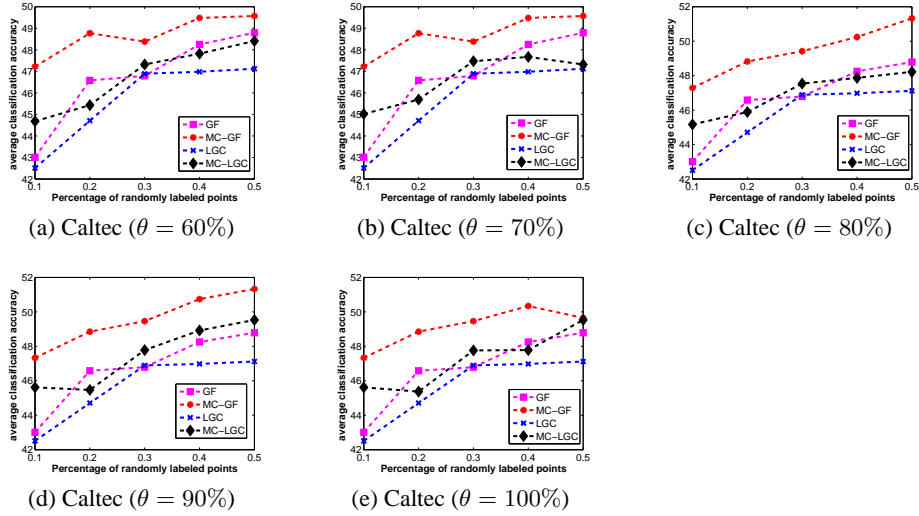 50
49
48
47
46
45
44
43
42
0.1 0.2 0.3 0.4 0.5
average classification accuracy
Percentage of randomly labeled points
GF
MC−GF
LGC
MC−LGC
(a) Caltec (θ = 60%)
50
49
48
47
46
45
44
43
42
0.1 0.2 0.3 0.4 0.5
average classification accuracy
Percentage of randomly labeled points
GF
MC−GF
LGC
MC−LGC
(b) Caltec (θ = 70%)
50
48
46
44
42
0.1 0.2 0.3 0.4 0.5
average classification accuracy
Percentage of randomly labeled points
GF
MC−GF
LGC
MC−LGC
(c) Caltec (θ = 80%)
52
50
48
46
44
42
0.1 0.2 0.3 0.4 0.5
average classification accuracy
Percentage of randomly labeled points
GF
MC−GF
LGC
MC−LGC
(d) Caltec (θ = 90%)
52
50
48
46
44
42
0.1 0.2 0.3 0.4 0.5
average classification accuracy
Percentage of randomly labeled points
GF
MC−GF
LGC
MC−LGC
(e) Caltec (θ = 100%)